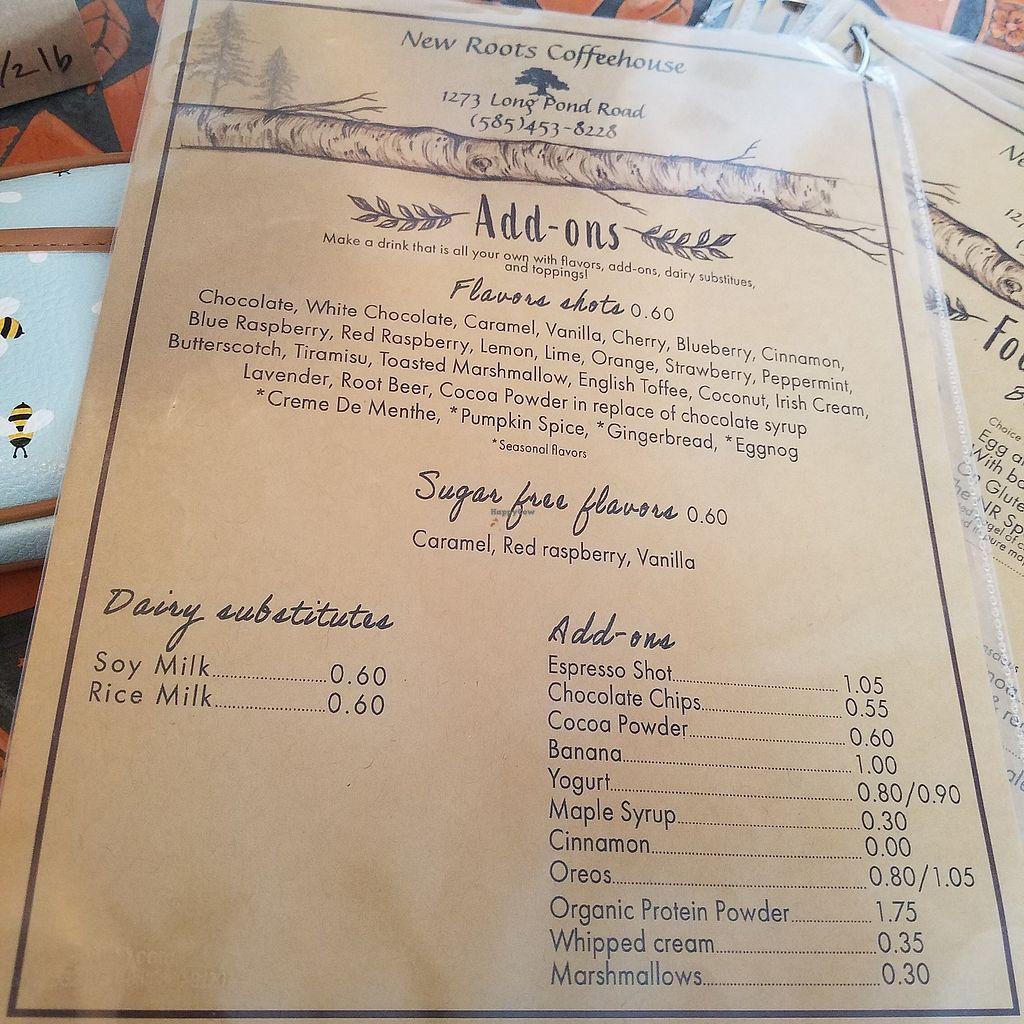 /2 lb
New Roots Coffeehouse
1273 Long Pond Road
(585)453-8228
Add-ons
Make a drink that is all your own with flavors, add-ons, dairy substitues,
and toppings!
Flavors shots 0.60
Chocolate, White Chocolate, Caramel, Vanilla, Cherry, Blueberry, Cinnamon,
Blue Raspberry, Red Raspberry, Lemon, Lime, Orange, Strawberry, Peppermint,
Butterscotch, Tiramisu, Toasted Marshmallow, English Toffee, Coconut, Irish Cream,
Lavender, Root Beer, Cocoa Powder in replace of chocolate syrup
*Creme De Menthe, *Pumpkin Spice, *Gingerbread, *Eggnog
*Seasonal flavors
Sugar free flavors 0.60
HappyCow
Caramel, Red raspberry, Vanilla
Dairy substitutes
Soy Milk....................0.60
Rice Milk...................0.60
Add-ons
Espresso Shot............................1.05
Chocolate Chips........................0.55
Cocoa Powder...........................0.60
Banana........................................1.00
Yogurt..........................................0.80/0.90
Maple Syrup...............................0.30
Cinnamon...................................0.00
Oreos..........................................0.80/1.05
Organic Protein Powder.............1.75
Whipped cream..........................0.35
Marshmallows............................0.30
Choice
Egg
With